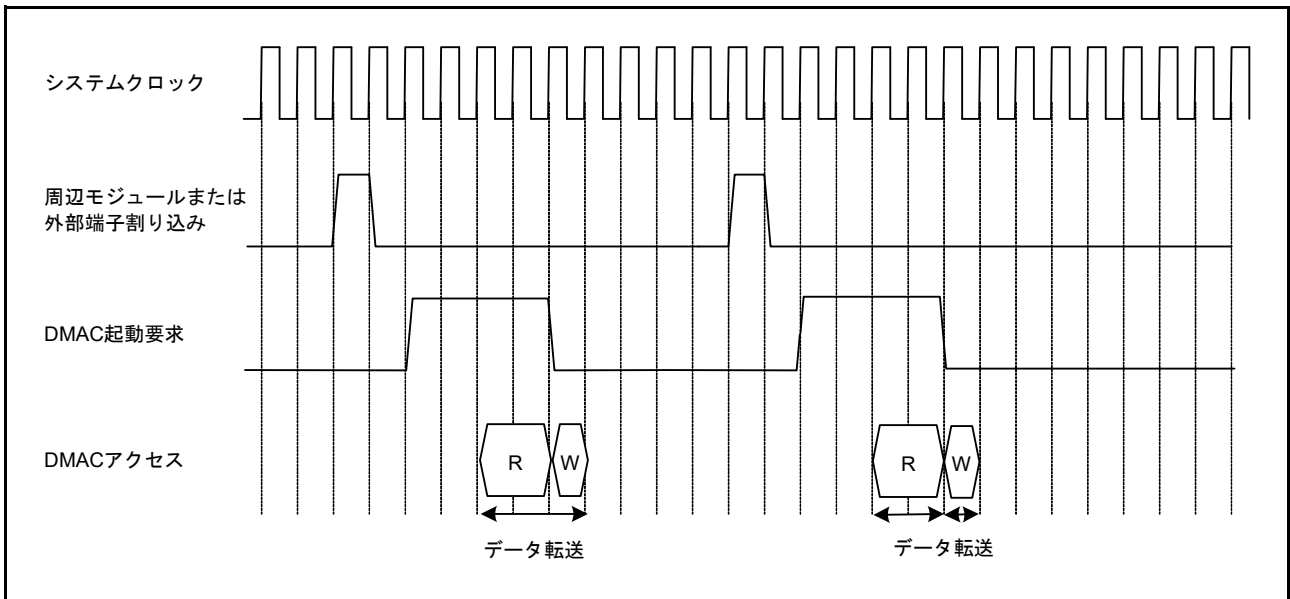 システムクロック
周辺モジュールまたは
外部端子割り込み
DMAC起動要求
DMACアクセス
R
W
R
W
データ転送
データ転送